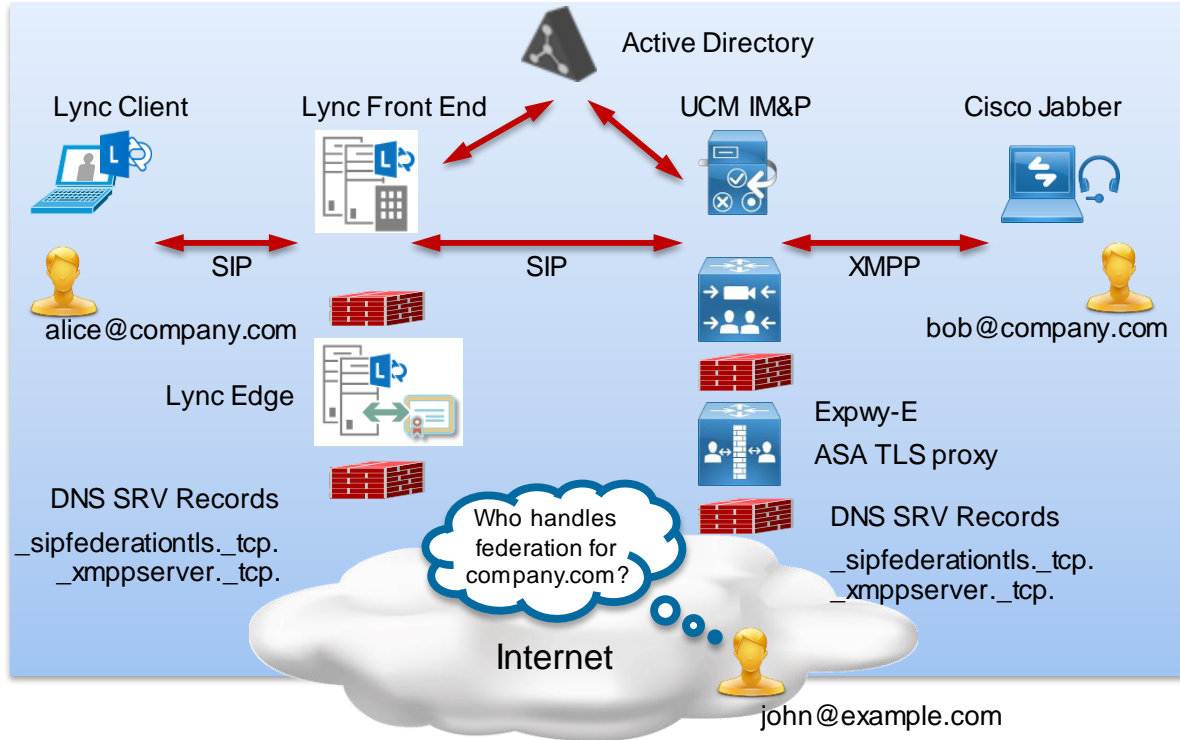 Active Directory
Lync Client
Lync Front End
UCM IM&P
Cisco Jabber
L
L
SIP
SIP
XMPP
alice@company.com
bob@company.com
Lync Edge
L
Expwy-E
ASA TLS proxy
DNS SRV Records
_sipfederationtls._tcp.
_xmppserver._tcp.
Who handles
federation for
company.com?
DNS SRV Records
_sipfederationtls._tcp.
_xmppserver._tcp.
Internet
john@example.com